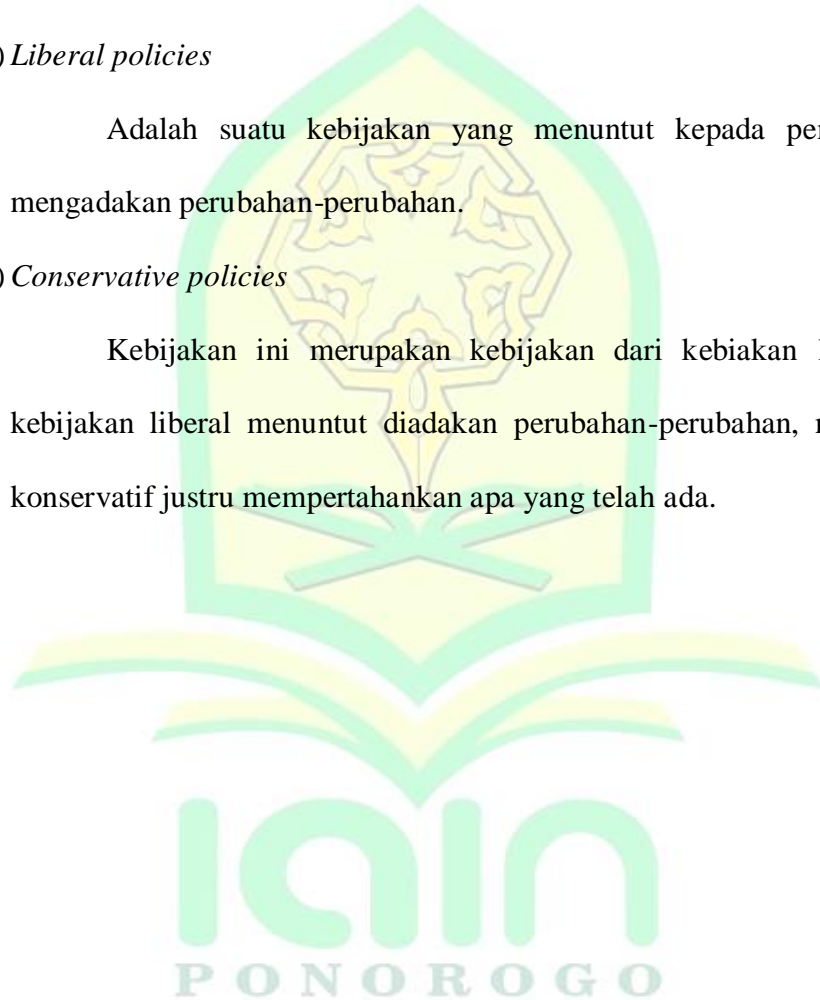 ) Liberal policies
Adalah suatu kebijakan yang menuntut kepada
mengadakan perubahan-perubahan.
) Conservative policies
Kebijakan ini merupakan kebijakan dari kebiakan
kebijakan liberal menuntut diadakan perubahan-perubahan,
konservatif justru mempertahankan apa yang telah ada.
IAIN
PONOROGO